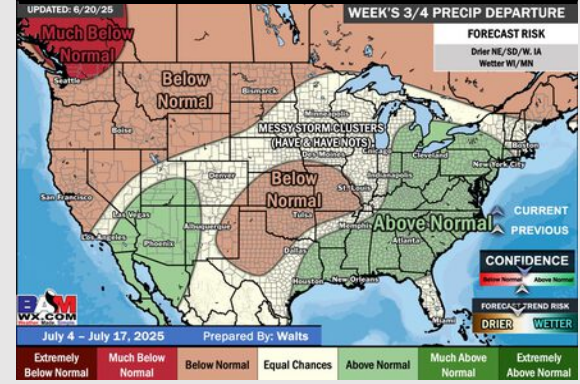 UPDATED: 6/20/25
WEEK'S 3/4 PRECIP DEPARTURE
FORECAST RISK
Drier NE/SD/W. IA
Wetter WI/MN
Much Below
Normal
Seattle
Below
Normal
Bismarck
Minneapolis
Boise
MESSY STORM CLUSTERS
(HAVE & HAVE NOTS)
Des Moines
Chicago
Cleveland
Boston
New York City
Denver
Indianapolis
Below
Normal
St. Louis
San Francisco
Las Vegas
Tulsa
Above Normal
CURRENT
PREVIOUS
Los Angeles
Albuquerque
Memphis
Phoenix
Atlanta
Dallas
CONFIDENCE
Below Normal
Above Normal
Houston
New Orleans
Miami
FORECAST TREND RISK
DRIER
WETTER
BAM
WX.COM
Weather Made Simple
July 4 – July 17, 2025
Prepared By: Walts
Extremely
Below Normal
Much Below
Normal
Below Normal
Equal Chances
Above Normal
Much Above
Normal
Extremely
Above Normal